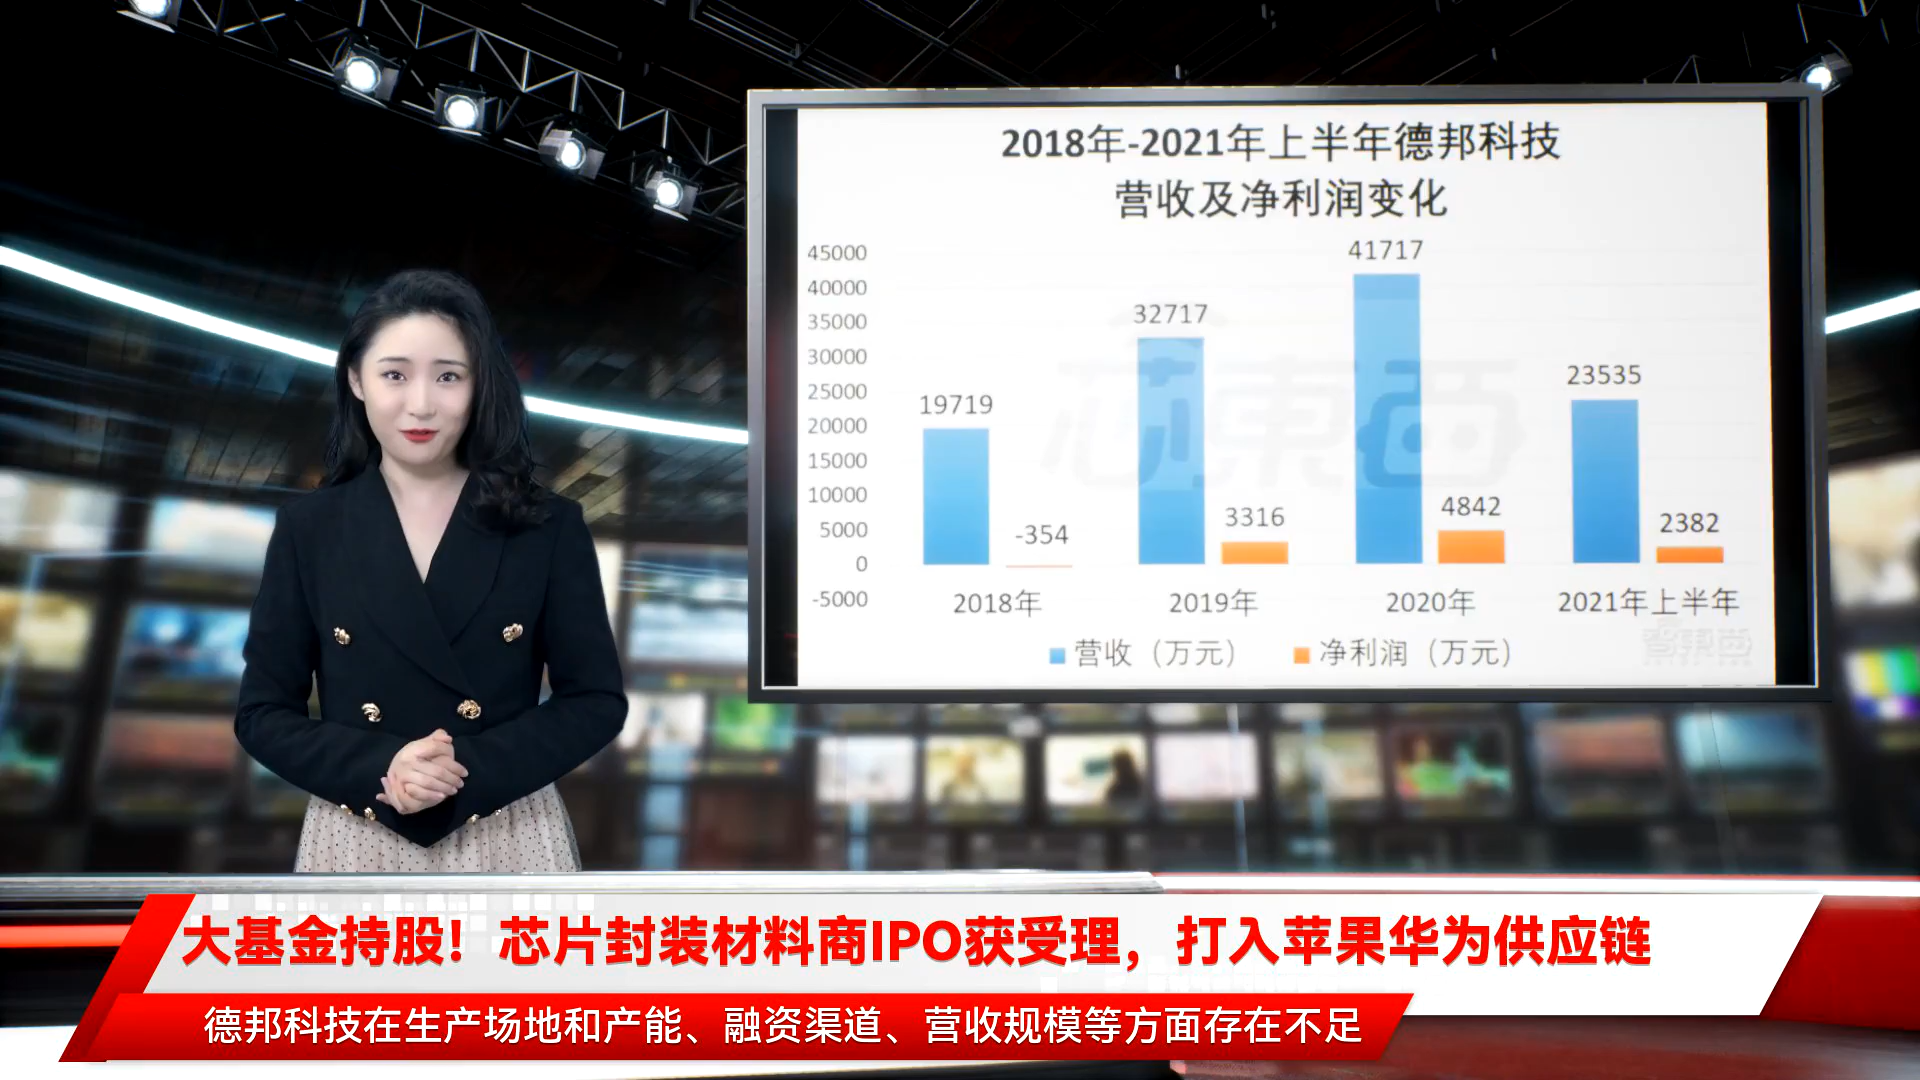 2018年-2021年上半年德邦科技
营收及净利润变化
45000
40000
35000
30000
25000
20000
15000
10000
5000
0
-5000
19719
-354
32717
3316
41717
4842
23535
2382
2018年
2019年
2020年
2021年上半年
营收（万元）
净利润（万元）
芯東西
智東西
大基金持股！芯片封装材料商IPO获受理，打入苹果华为供应链
德邦科技在生产场地和产能、融资渠道、营收规模等方面存在不足